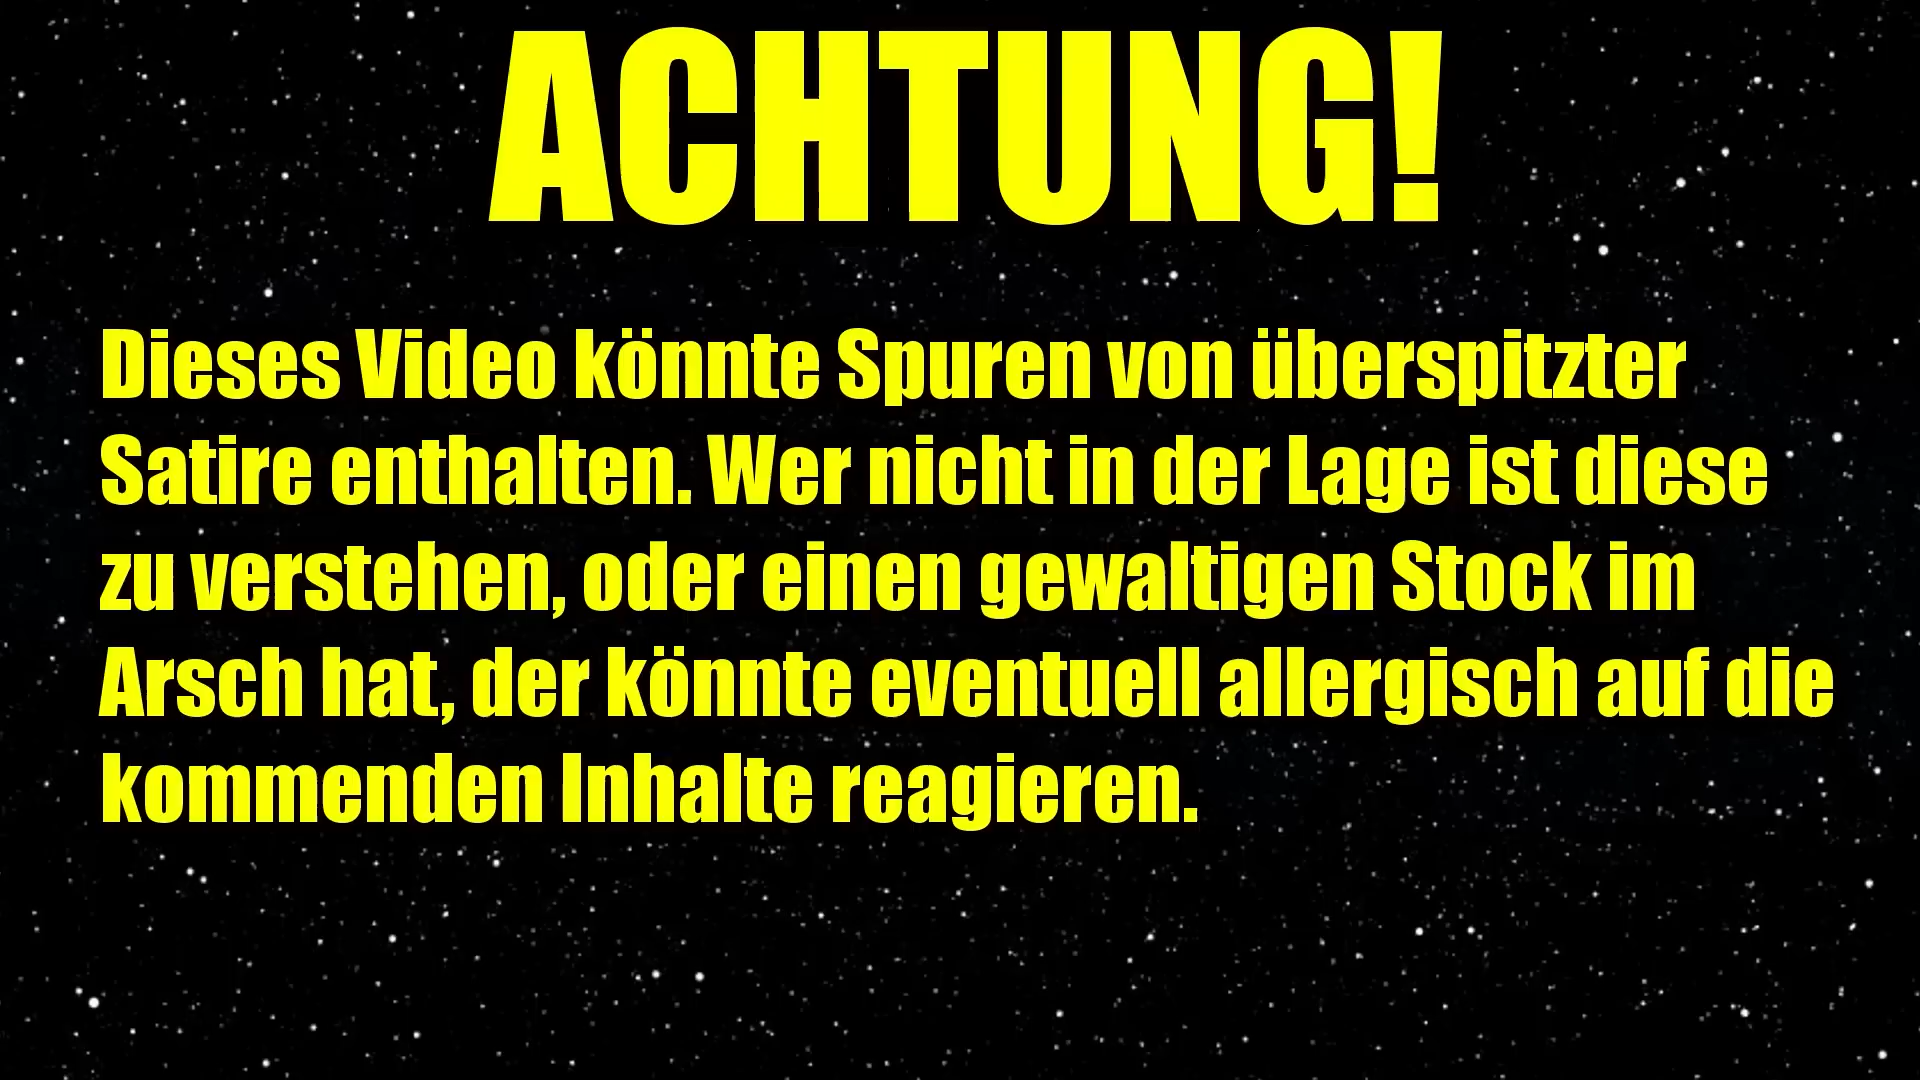 ACHTUNG!
Dieses Video könnte Spuren von überspitzter
Satire enthalten. Wer nicht in der Lage ist diese
zu verstehen, oder einen gewaltigen Stock im
Arsch hat, der könnte eventuell allergisch auf die
kommenden Inhalte reagieren.